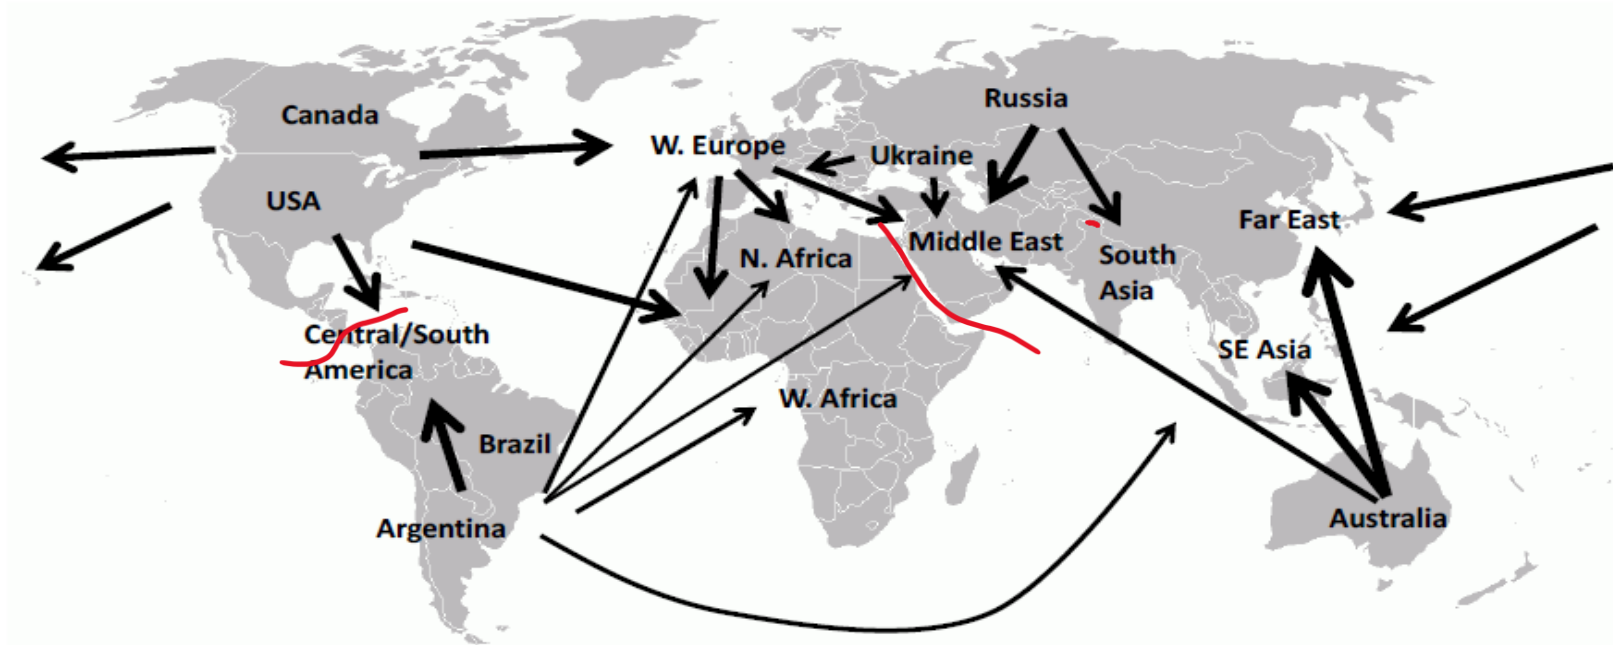 Canada
USA
Central/South
America
Brazil
Argentina
W. Europe
Ukraine
Russia
N. Africa
Middle East
W. Africa
South
Asia
Far East
SE Asia
Australia